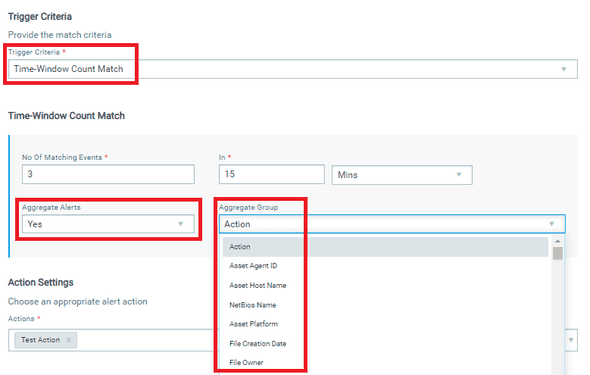 Trigger Criteria
Provide the match criteria
Trigger Criteria *
Time-Window Count Match
Time-Window Count Match
No Of Matching Events * In *
3 15 Mins
Aggregate Alerts Aggregate Group
Yes Action
Action
Asset Agent ID
Asset Host Name
NetBios Name
Asset Platform
File Creation Date
File Owner
Action Settings
Choose an appropriate alert action
Actions *
Test Action x